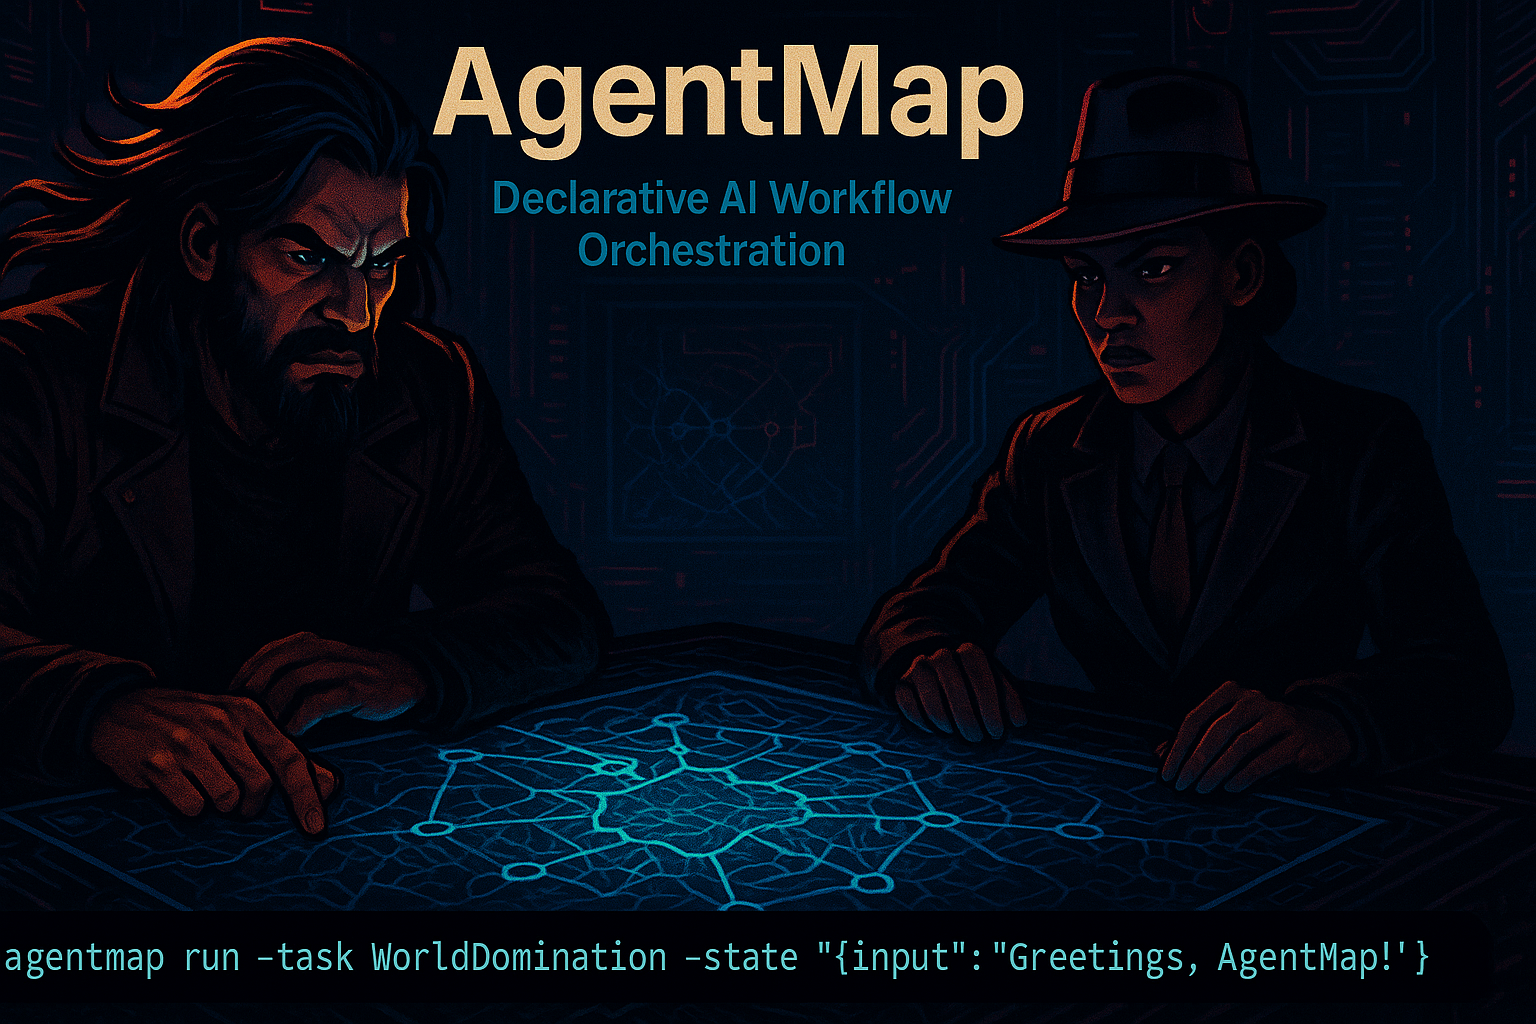 AgentMap
Declarative AI Workflow
Orchestration
agentmap run –task WorldDomination –state "{input":"Greetings, AgentMap!'}